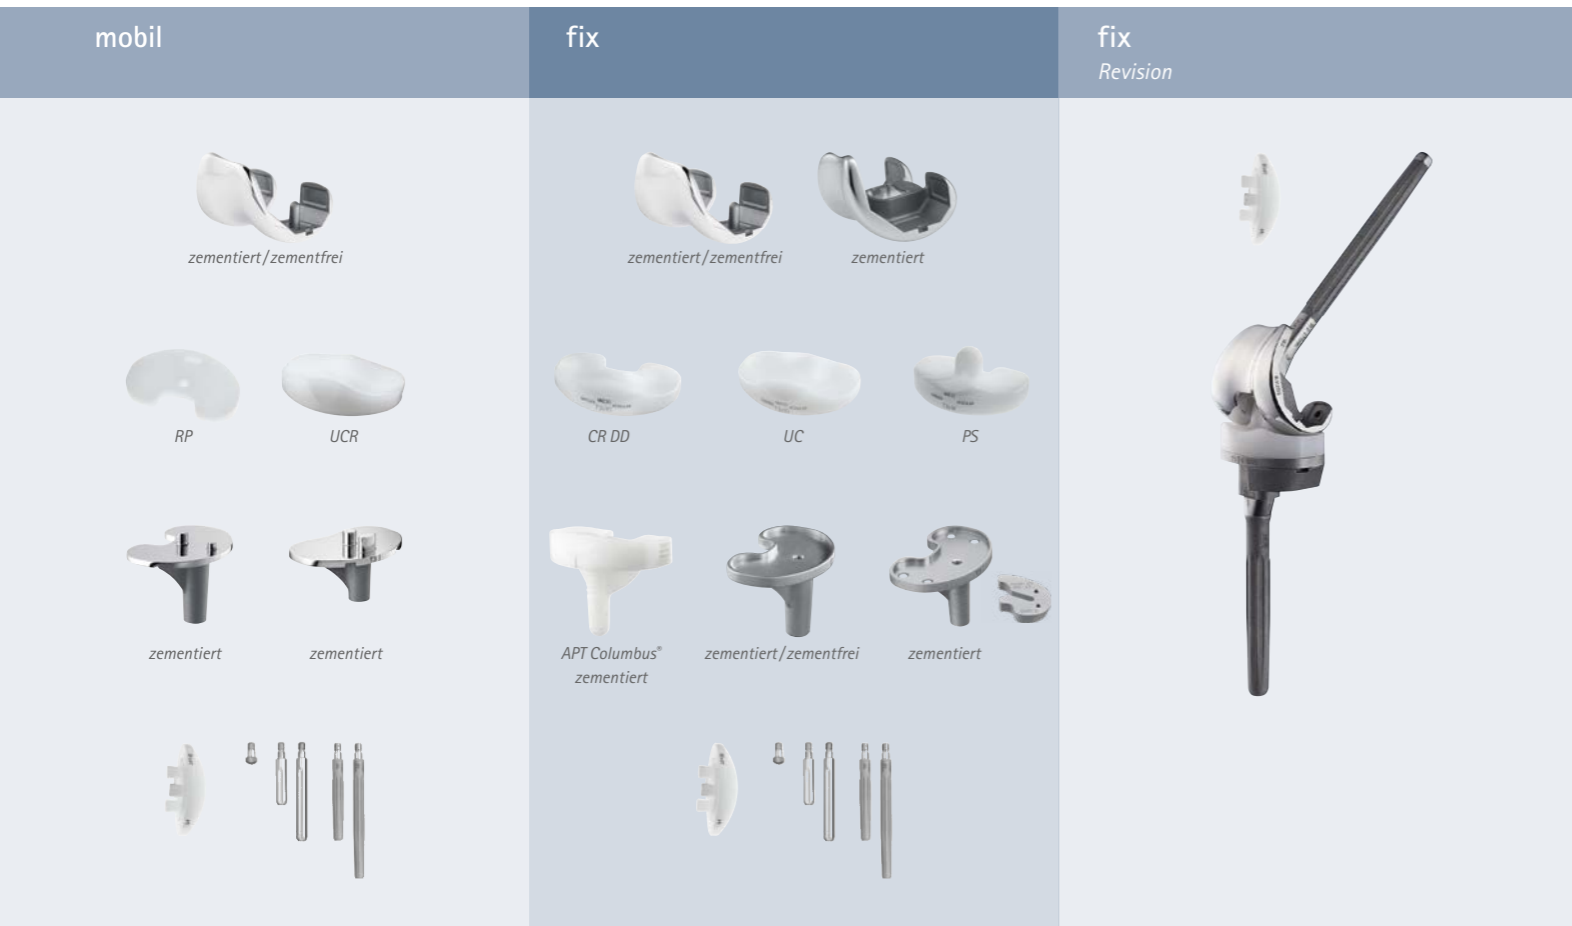 mobil
fix
fix
Revision
zementiert/zementfrei
zementiert/zementfrei
zementiert
RP
UCR
CR DD
UC
PS
zementiert
zementiert
APT Columbus®
zementiert
zementiert/zementfrei
zementiert